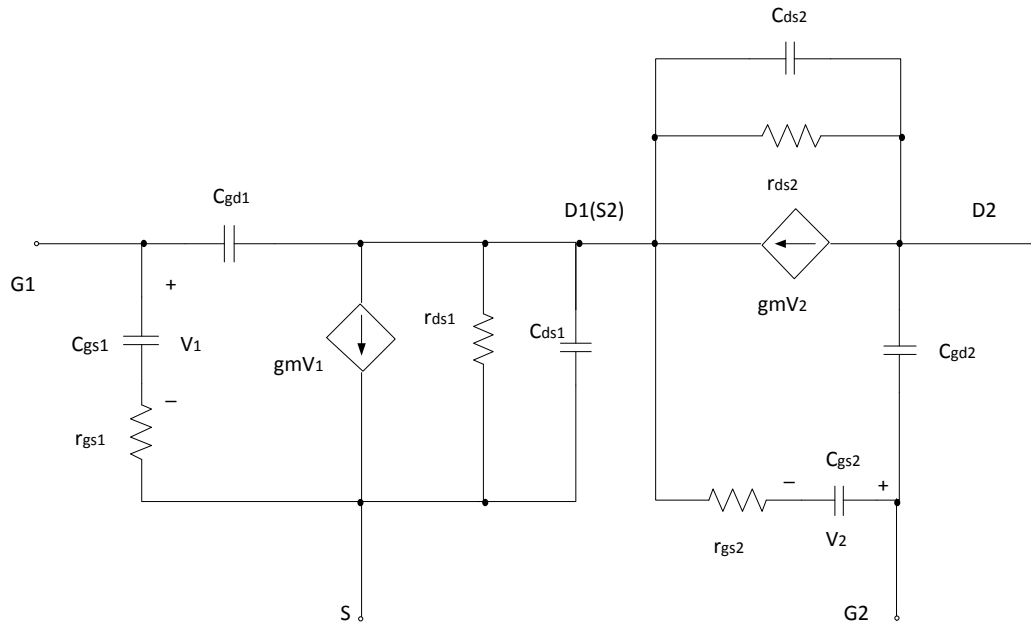 Cds2
rds2
Cgd1
D1(S2)
D2
G1
+
gmV2
Cgs1
V1
rds1
Cds1
gmV1
Cgd2
–
rgs1
Cgs2
–
+
rgs2
V2
S
G2